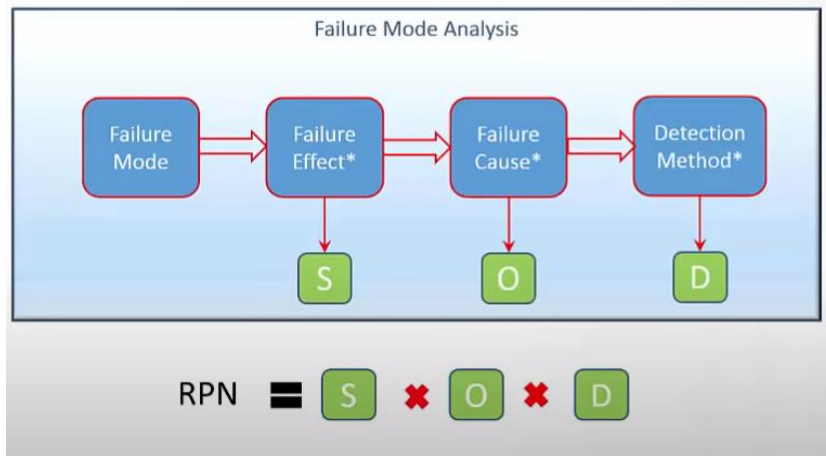 Failure Mode Analysis
Failure
Mode
Failure
Effect*
Failure
Cause*
Detection
Method*
S
O
D
RPN = S × O × D